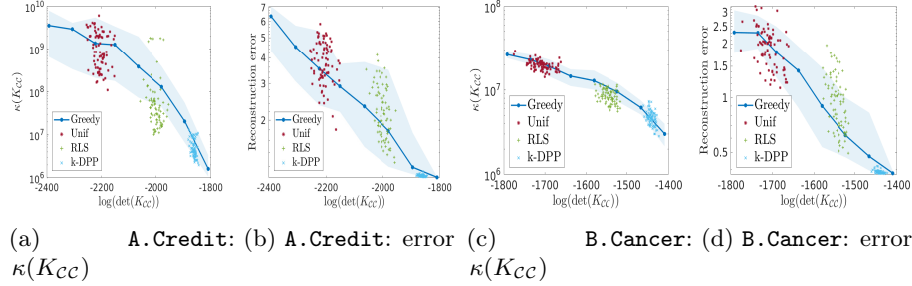 10^10
10^9
10^8
10^7
10^6
κ(K_CC)
Greedy
Unif
RLS
k-DPP
-2400 -2200 -2000 -1800
log(det(K_CC))
7
6
5
4
3
2
Reconstruction error
Greedy
Unif
RLS
k-DPP
-2400 -2200 -2000 -1800
log(det(K_CC))
10^8
10^7
10^6
κ(K_CC)
Greedy
Unif
RLS
k-DPP
-1800 -1700 -1600 -1500 -1400
log(det(K_CC))
3
2
1
0.5
Reconstruction error
Greedy
Unif
RLS
k-DPP
-1800 -1700 -1600 -1500 -1400
log(det(K_CC))
(a) A.Credit: (b) A.Credit: error (c) B.Cancer: (d) B.Cancer: error
κ(K_CC) κ(K_CC)